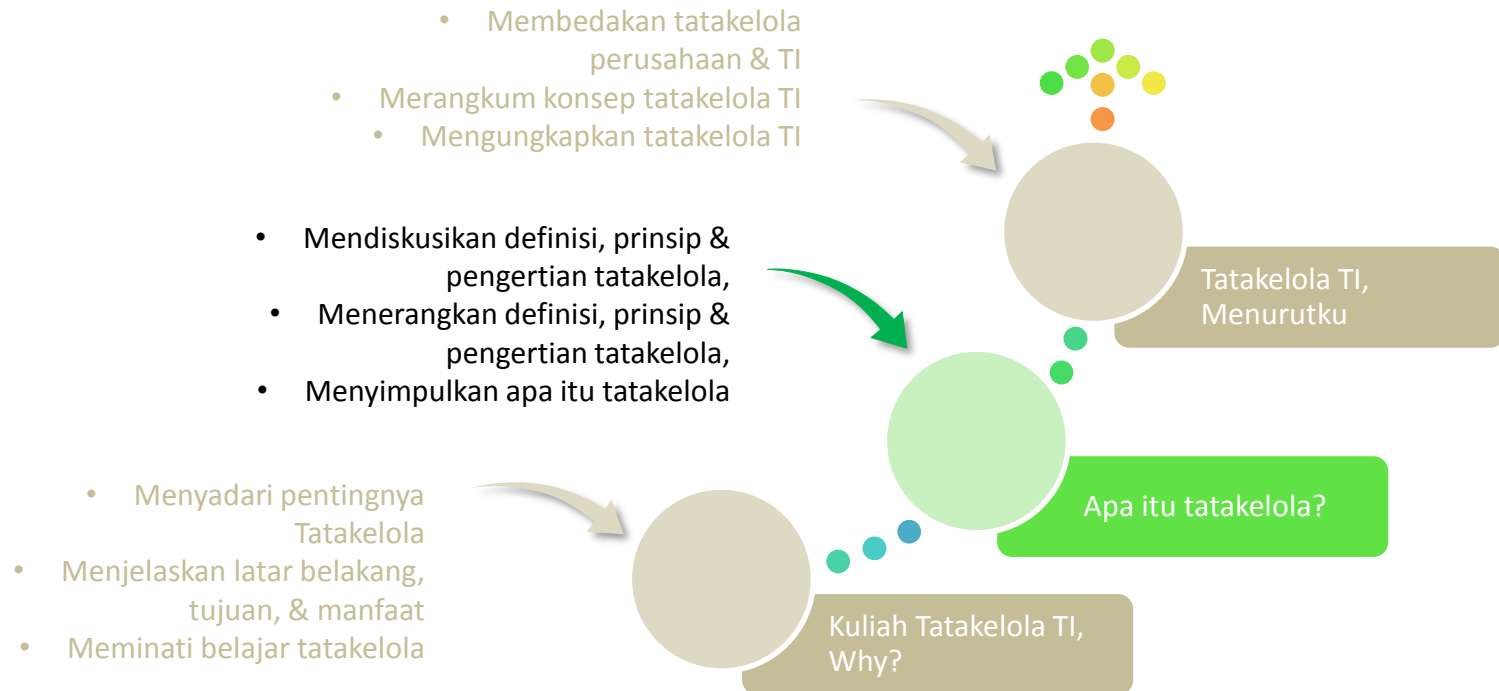 • Membedakan tatakelola
perusahaan & TI
• Merangkum konsep tatakelola TI
• Mengungkapkan tatakelola TI
Tatakelola TI,
Menurutku
• Mendiskusikan definisi, prinsip &
pengertian tatakelola,
• Menerangkan definisi, prinsip &
pengertian tatakelola,
• Menyimpulkan apa itu tatakelola
Apa itu tatakelola?
• Menyadari pentingnya
Tatakelola
• Menjelaskan latar belakang,
tujuan, & manfaat
• Meminati belajar tatakelola
Kuliah Tatakelola TI,
Why?